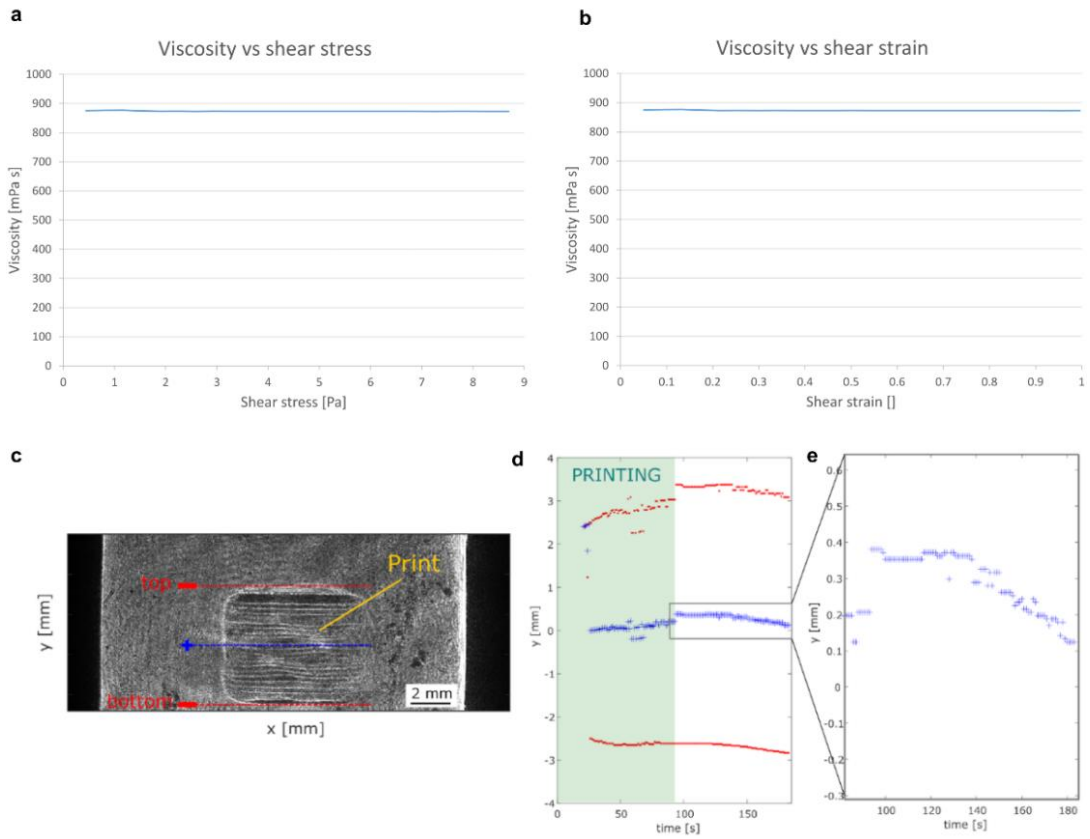 a
Viscosity vs shear stress
1000
900
800
700
600
500
400
300
200
100
0
Viscosity [mPa s]
0 1 2 3 4 5 6 7 8 9
Shear stress [Pa]
b
Viscosity vs shear strain
1000
900
800
700
600
500
400
300
200
100
0
Viscosity [mPa s]
0 0.1 0.2 0.3 0.4 0.5 0.6 0.7 0.8 0.9 1
Shear strain []
c
y [mm]
top
Print
bottom
2 mm
x [mm]
d
PRINTING
4
3
2
1
0
-1
-2
-3
-4
y [mm]
0 50 100 150
time [s]
e
0.6
0.5
0.4
0.3
0.2
0.1
0
-0.1
-0.2
-0.3
y [mm]
100 120 140 160 180
time [s]